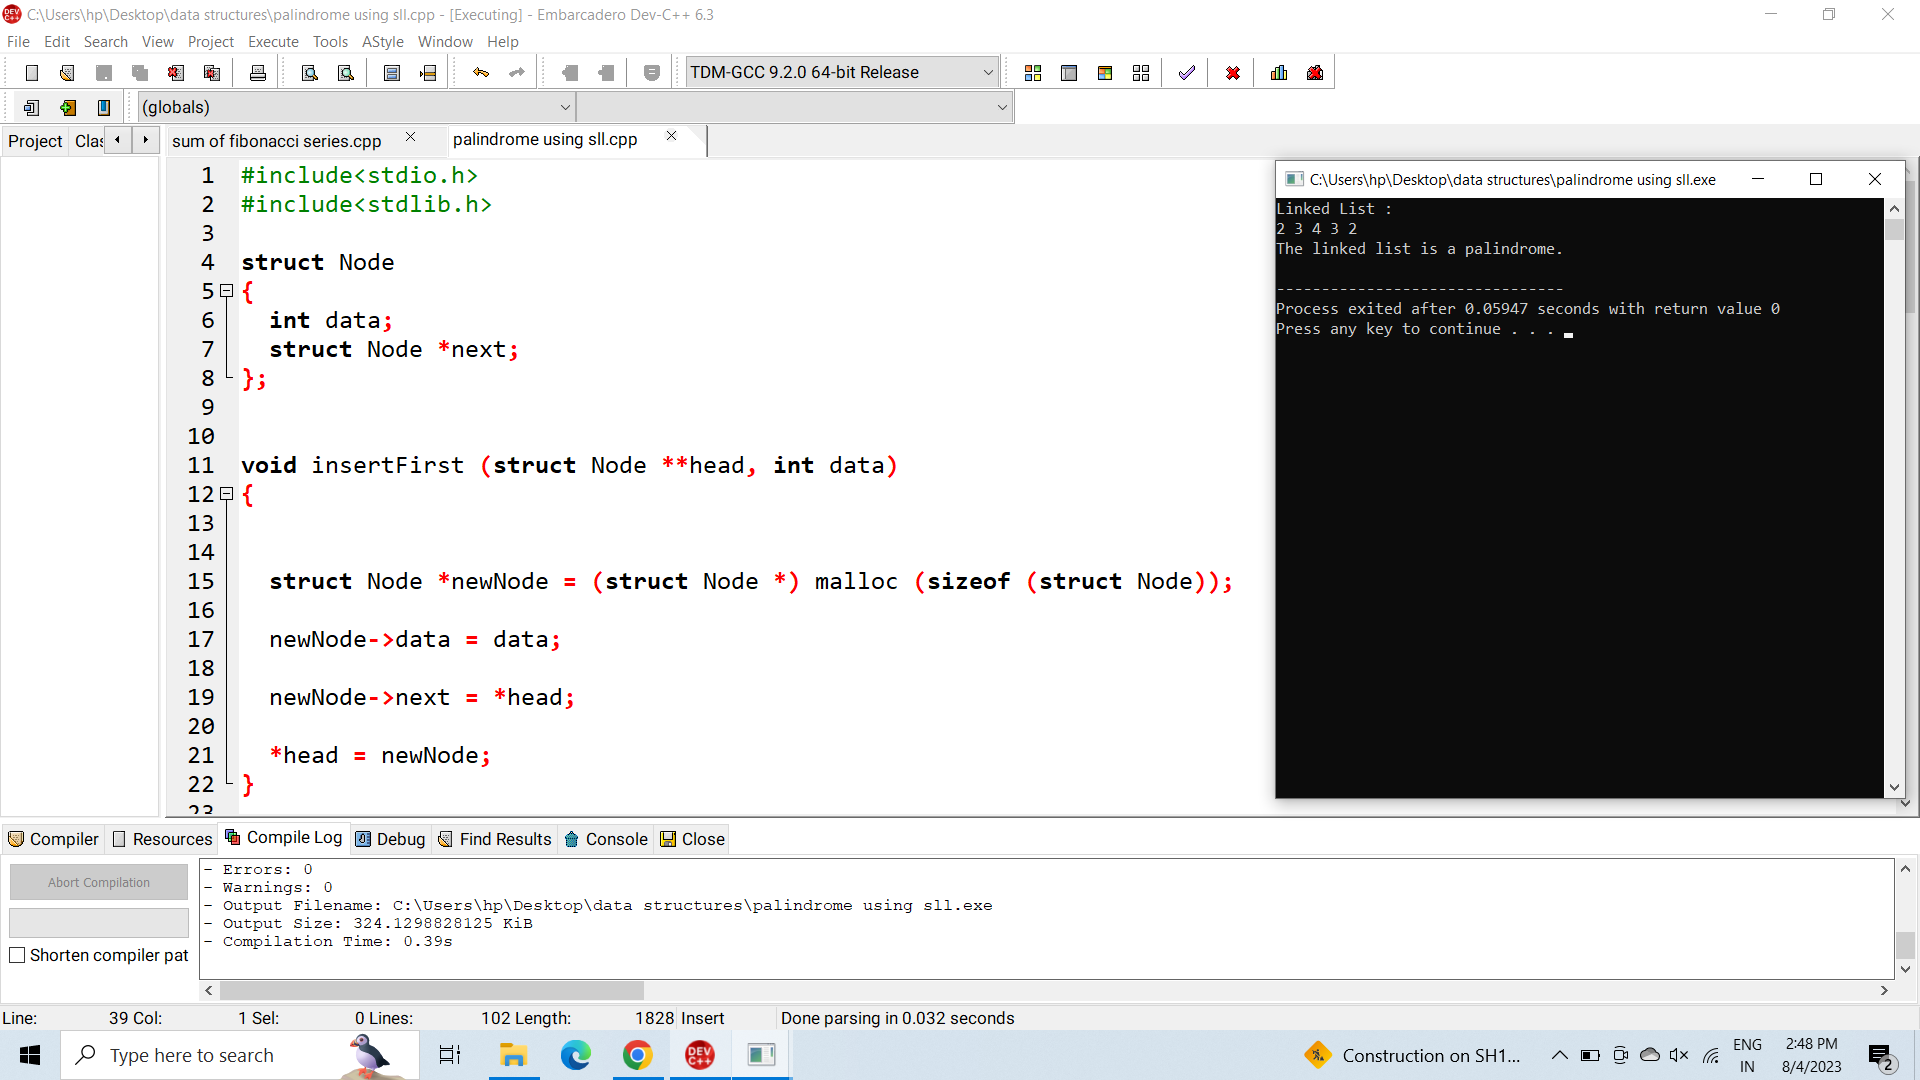 C:\Users\hp\Desktop\data structures\palindrome using sll.cpp - [Executing] - Embarcadero Dev-C++ 6.3
File Edit Search View Project Execute Tools AStyle Window Help
TDM-GCC 9.2.0 64-bit Release
(globals)
Project Clas
sum of fibonacci series.cpp
palindrome using sll.cpp
1 #include<stdio.h>
2 #include<stdlib.h>
3
4 struct Node
5 {
6 int data;
7 struct Node *next;
8 };
9
10
11 void insertFirst (struct Node **head, int data)
12 {
13
14
15 struct Node *newNode = (struct Node *) malloc (sizeof (struct Node));
16
17 newNode->data = data;
18
19 newNode->next = *head;
20
21 *head = newNode;
22 }
23
C:\Users\hp\Desktop\data structures\palindrome using sll.exe
Linked List :
2 3 4 3 2
The linked list is a palindrome.
--------------------------------
Process exited after 0.05947 seconds with return value 0
Press any key to continue . . .
Compiler Resources Compile Log Debug Find Results Console Close
Abort Compilation
Shorten compiler pat
- Errors: 0
- Warnings: 0
- Output Filename: C:\Users\hp\Desktop\data structures\palindrome using sll.exe
- Output Size: 324.1298828125 KiB
- Compilation Time: 0.39s
Line: 39 Col: 1 Sel: 0 Lines: 102 Length: 1828 Insert Done parsing in 0.032 seconds
Type here to search
DEV C++
Construction on SH1...
ENG
IN
2:48 PM
8/4/2023
2